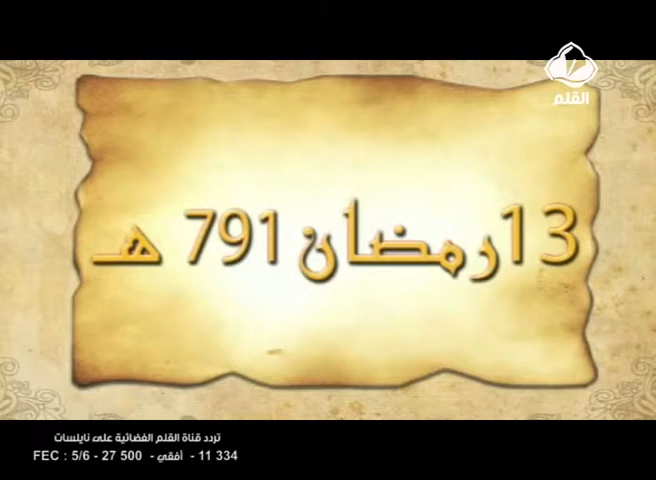 القلم
13 رمضان 791 هـ
تردد قناة القلم الفضائية على نايلسات
11 334 - أفقي - 27 500 - FEC : 5/6